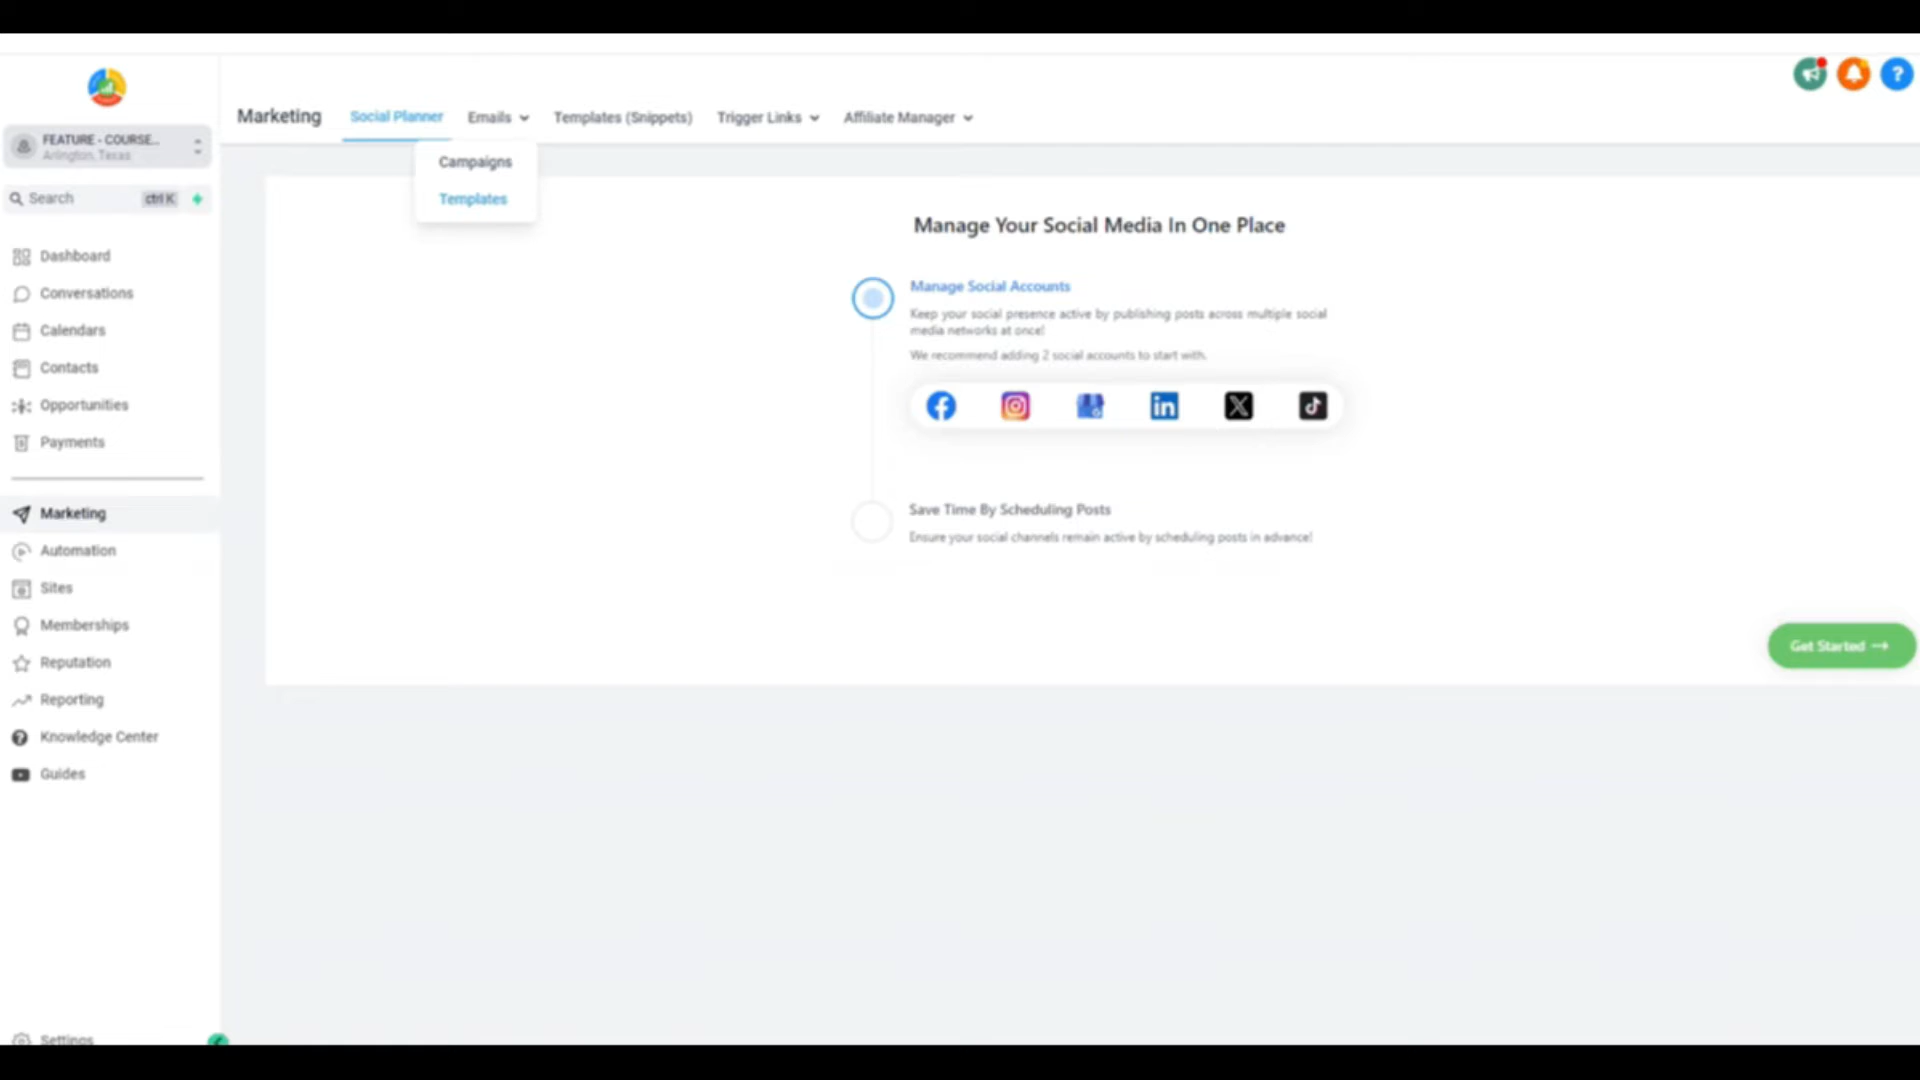 FEATURE - COURSE...
Arlington, Texas
Search
ctrl K
Dashboard
Conversations
Calendars
Contacts
Opportunities
Payments
Marketing
Automation
Sites
Memberships
Reputation
Reporting
Knowledge Center
Guides
Settings
Marketing
Social Planner
Emails
Templates (Snippets)
Trigger Links
Affiliate Manager
Campaigns
Templates
?
Manage Your Social Media In One Place
Manage Social Accounts
Keep your social presence active by publishing posts across multiple social
media networks at once!
We recommend adding 2 social accounts to start with.
Save Time By Scheduling Posts
Ensure your social channels remain active by scheduling posts in advance!
Get Started →